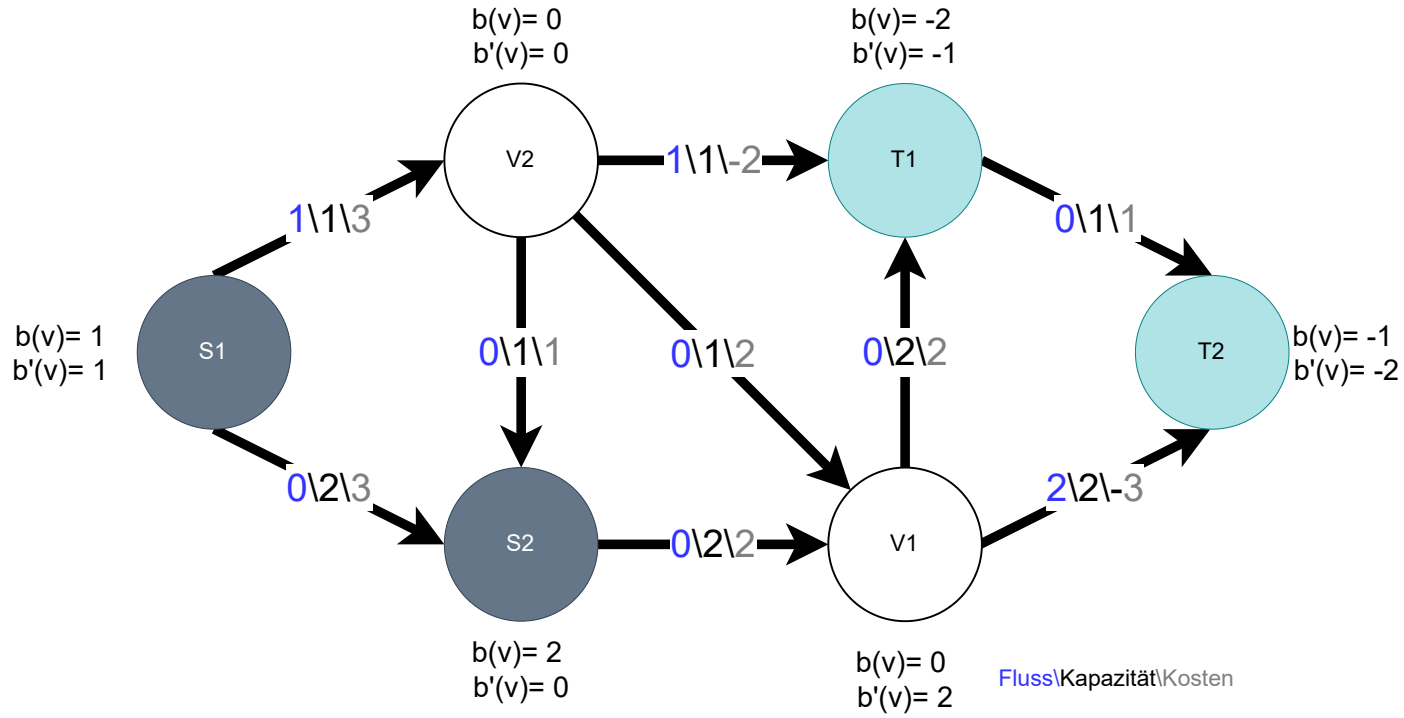 b(v)= 0
b'(v)= 0
b(v)= -2
b'(v)= -1
V2
T1
1\1\-2
1\1\3
0\1\1
b(v)= 1
b'(v)= 1
S1
0\1\1
0\1\2
0\2\2
T2
b(v)= -1
b'(v)= -2
0\2\3
2\2\-3
S2
0\2\2
V1
b(v)= 2
b'(v)= 0
b(v)= 0
b'(v)= 2
Fluss\Kapazität\Kosten